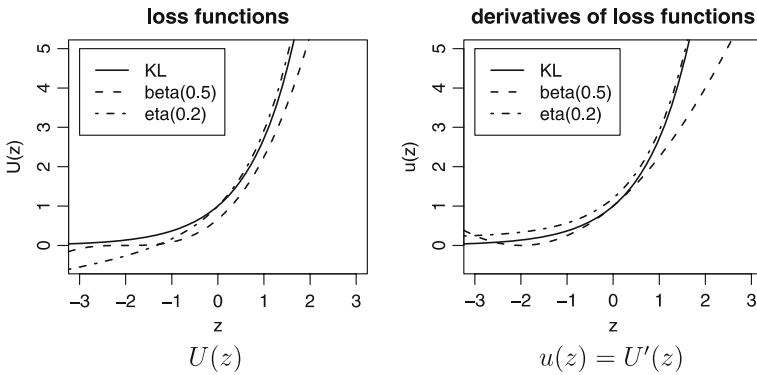 loss functions
U(z)
5
4
3
2
1
0
KL
beta(0.5)
eta(0.2)
−3 −2 −1 0 1 2 3
z
U(z)
derivatives of loss functions
u(z)
5
4
3
2
1
0
KL
beta(0.5)
eta(0.2)
−3 −2 −1 0 1 2 3
z
u(z) = U′(z)